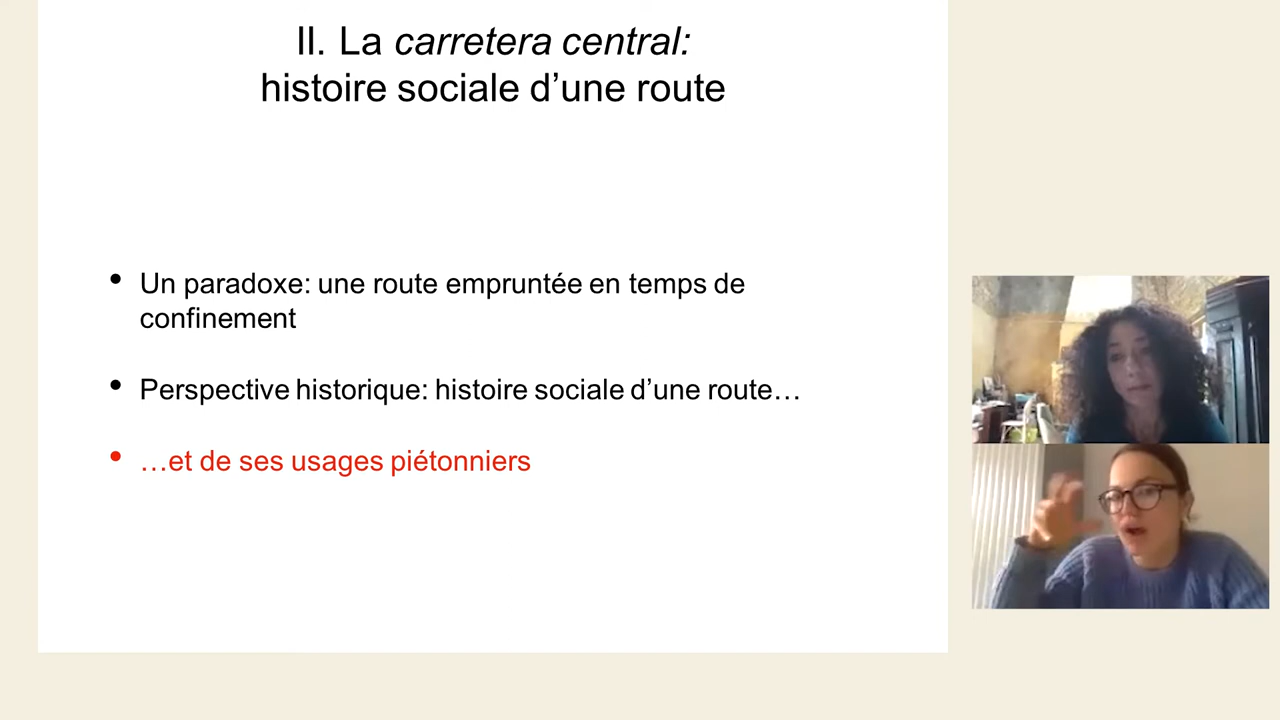 II. La carretera central:
histoire sociale d’une route
• Un paradoxe: une route empruntée en temps de
confinement
• Perspective historique: histoire sociale d’une route…
• …et de ses usages piétonniers